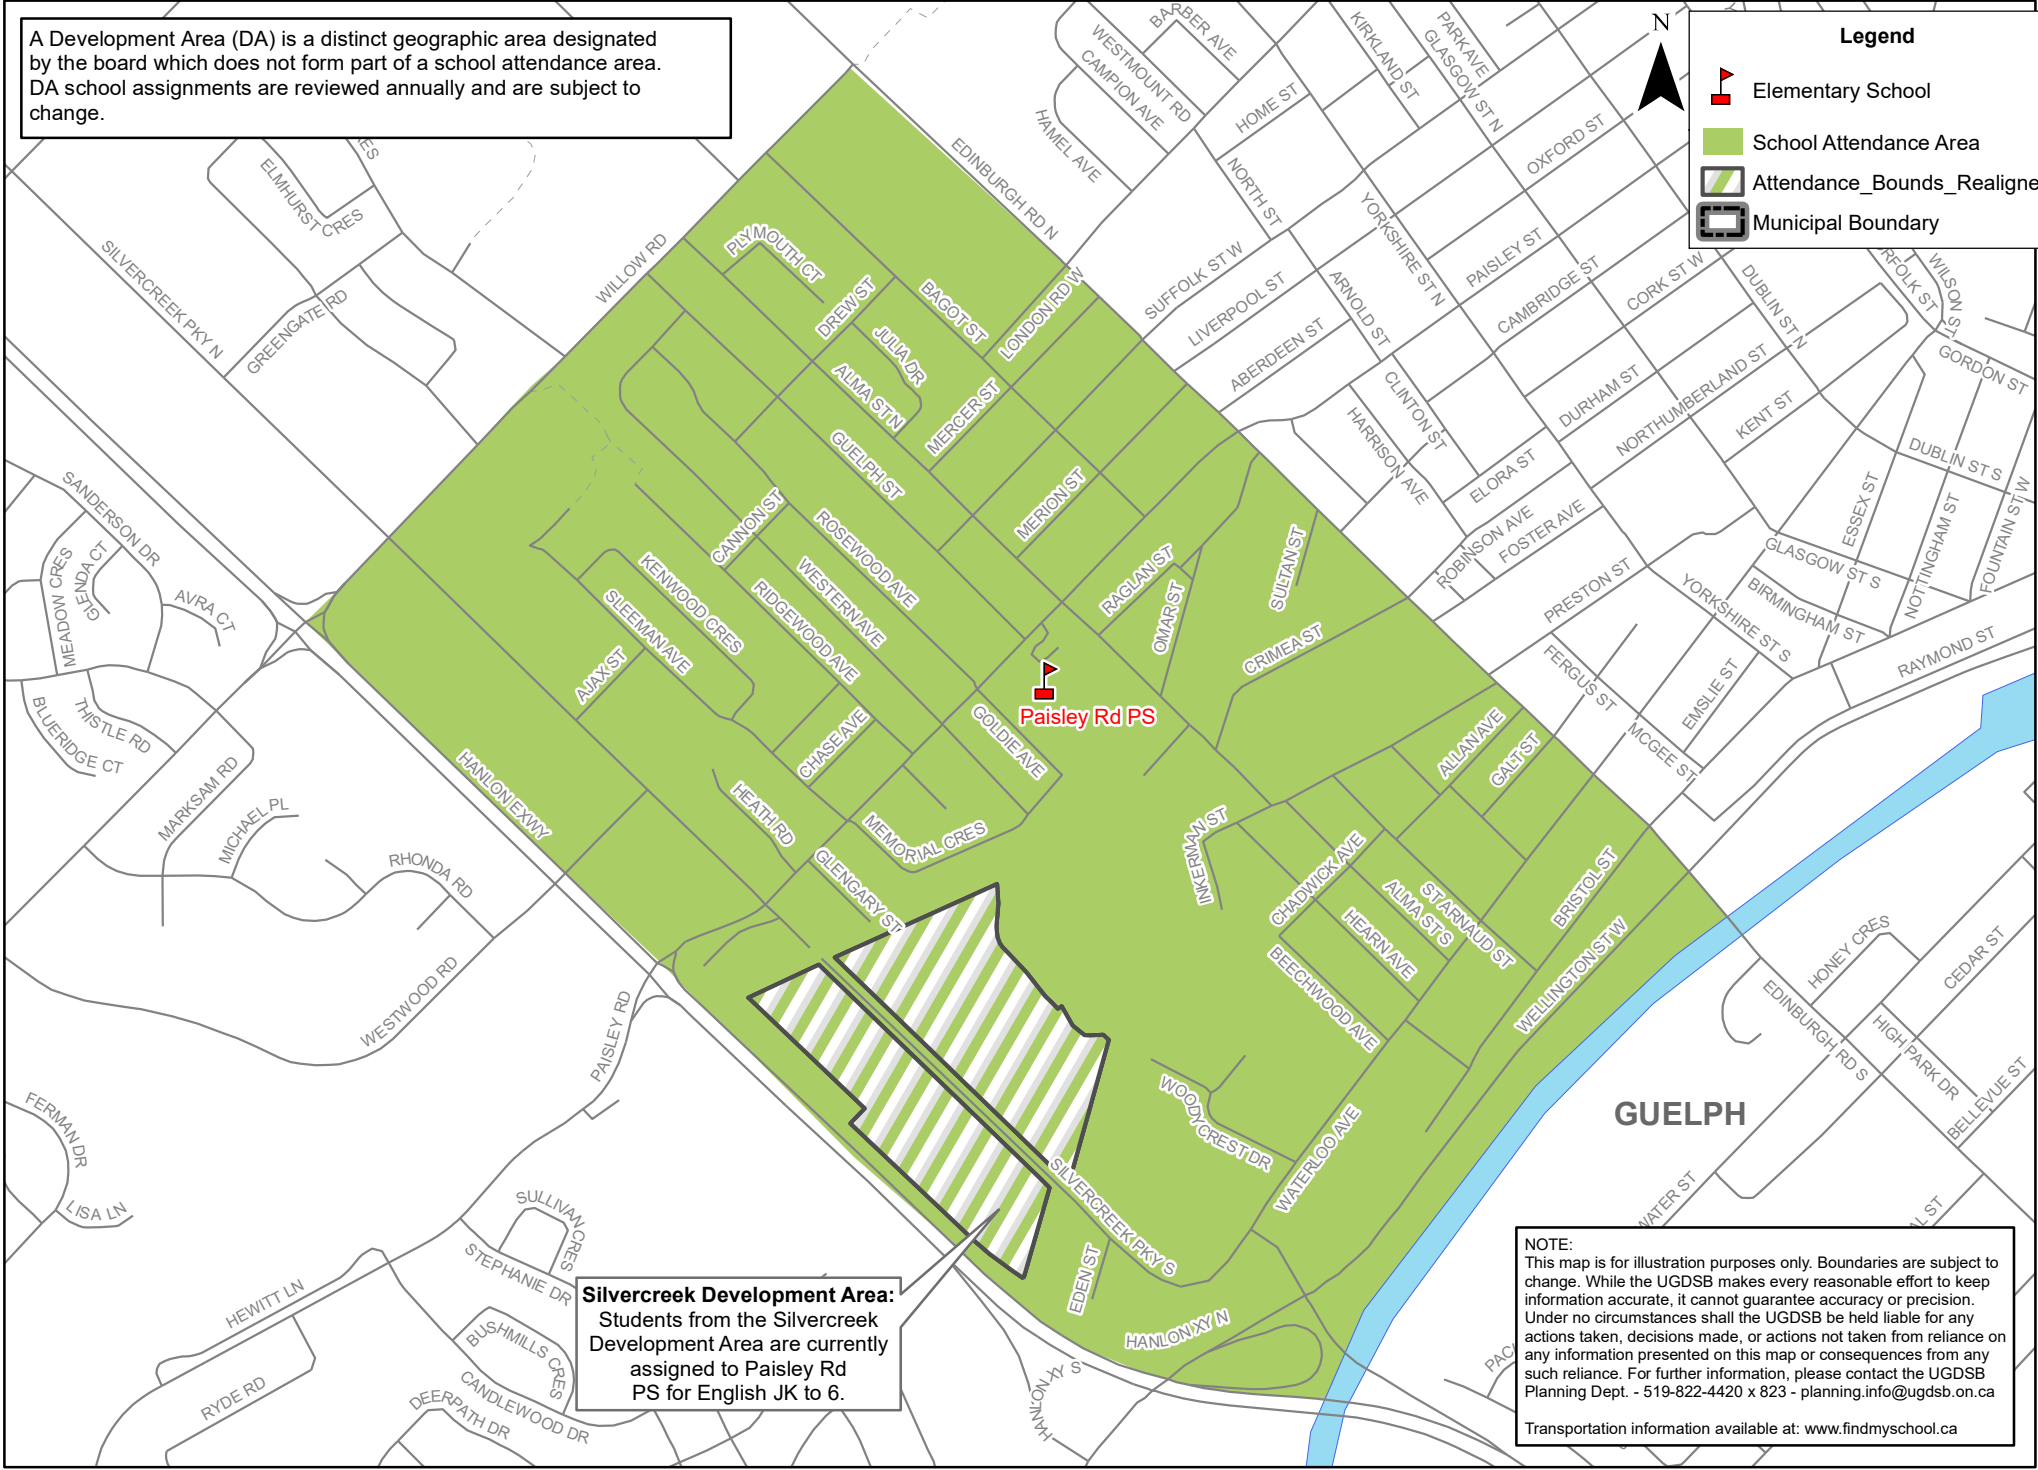 A Development Area (DA) is a distinct geographic area designated
by the board which does not form part of a school attendance area.
DA school assignments are reviewed annually and are subject to
change.
N
Legend
Elementary School
School Attendance Area
Attendance_Bounds_Realigne
Municipal Boundary
BARBER AVE
WESTMOUNT RD
CAMPION AVE
HAMEL AVE
HOME ST
KIRKLAND ST
PARK AVE
GLASGOW ST N
OXFORD ST
EDINBURGH RD N
NORTH ST
YORKSHIRE ST N
PAISLEY ST
SUFFOLK ST W
LIVERPOOL ST
ARNOLD ST
ABERDEEN ST
CAMBRIDGE ST
CORK ST W
DUBLIN ST N
WILSON ST
GORDON ST
ELMHURST CRES
SILVERCREEK PKY N
GREENGATE RD
WILLOW RD
PLYMOUTH CT
DREW ST
BAGOT ST
LONDON RD W
JULIA DR
ALMA ST N
MERCER ST
GUELPH ST
MERION ST
CLINTON ST
HARRISON AVE
DURHAM ST
NORTHUMBERLAND ST
KENT ST
ELORA ST
DUBLIN ST S
ESSEX ST
NOTTINGHAM ST
FOUNTAIN ST W
ROBINSON AVE
FOSTER AVE
GLASGOW ST S
BIRMINGHAM ST
PRESTON ST
YORKSHIRE ST S
RAYMOND ST
SANDERSON DR
MEADOW CRES
GLENDA CT
AVRA CT
THISTLE RD
BLUERIDGE CT
MARKSAM RD
MICHAEL PL
RHONDA RD
WESTWOOD RD
HANLON EXWY
CANNON ST
ROSEWOOD AVE
WESTERN AVE
RIDGEWOOD AVE
KENWOOD CRES
SLEEMAN AVE
AJAX ST
CHASE AVE
HEATH RD
GOLDIE AVE
MEMORIAL CRES
GLENGARY ST
RAGLAN ST
OMAR ST
SULTAN ST
CRIMEA ST
Paisley Rd PS
FERGUS ST
EMSLIE ST
MCGEE ST
ALLAN AVE
GALT ST
INKERMAN ST
CHADWICK AVE
ALMA ST S
ST ARNAUD ST
HEARN AVE
BEECHWOOD AVE
BRISTOL ST
WELLINGTON ST W
HONEY CRES
CEDAR ST
EDINBURGH RD S
HIGH PARK DR
BELLEVUE ST
GUELPH
WOODYCREST DR
WATERLOO AVE
SILVERCREEK PKY S
EDEN ST
HANLON XY N
HANLON XY S
WATER ST
PAISLEY RD
FERMAN DR
LISA LN
SULLIVAN CRES
STEPHANIE DR
HEWITT LN
BUSHMILLS CRES
CANDLEWOOD DR
DEERPATH DR
RYDE RD
Silvercreek Development Area:
Students from the Silvercreek
Development Area are currently
assigned to Paisley Rd
PS for English JK to 6.
NOTE:
This map is for illustration purposes only. Boundaries are subject to
change. While the UGDSB makes every reasonable effort to keep
information accurate, it cannot guarantee accuracy or precision.
Under no circumstances shall the UGDSB be held liable for any
actions taken, decisions made, or actions not taken from reliance on
any information presented on this map or consequences from any
such reliance. For further information, please contact the UGDSB
Planning Dept. - 519-822-4420 x 823 - planning.info@ugdsb.on.ca
Transportation information available at: www.findmyschool.ca